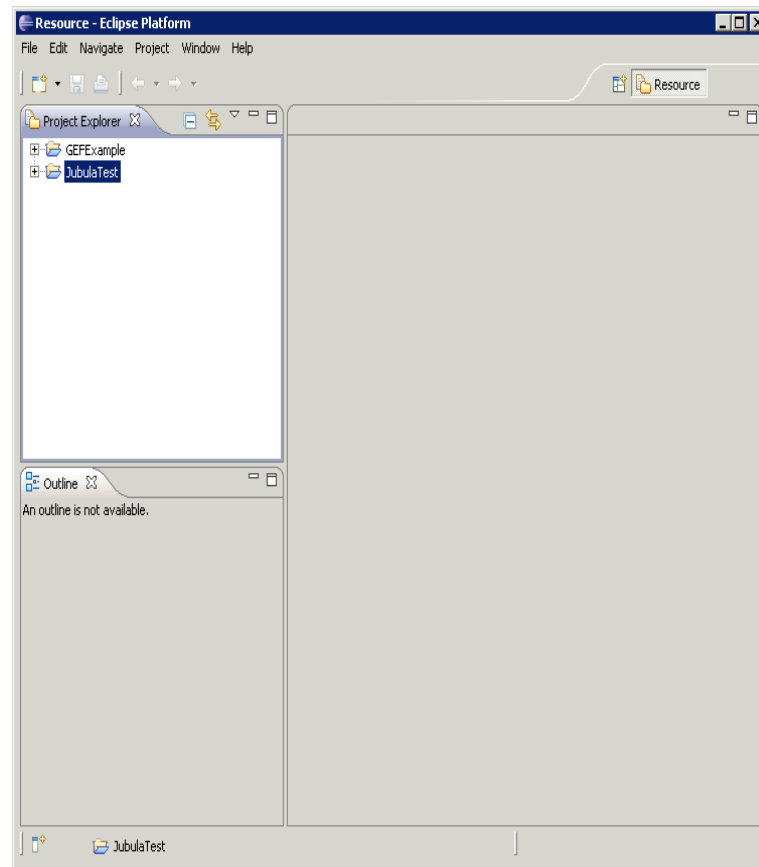 Resource - Eclipse Platform
File Edit Navigate Project Window Help
Resource
Project Explorer
GEFExample
JubulaTest
Outline
An outline is not available.
JubulaTest